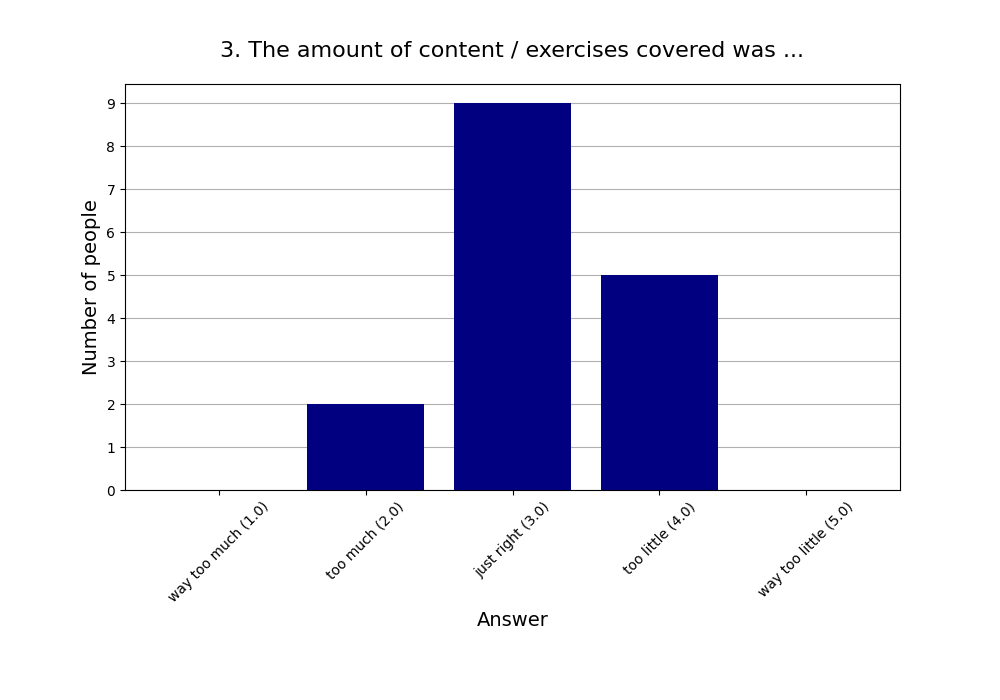 3. The amount of content / exercises covered was ...
Number of people
9
8
7
6
5
4
3
2
1
0
way too much (1.0)
too much (2.0)
just right (3.0)
too little (4.0)
way too little (5.0)
Answer